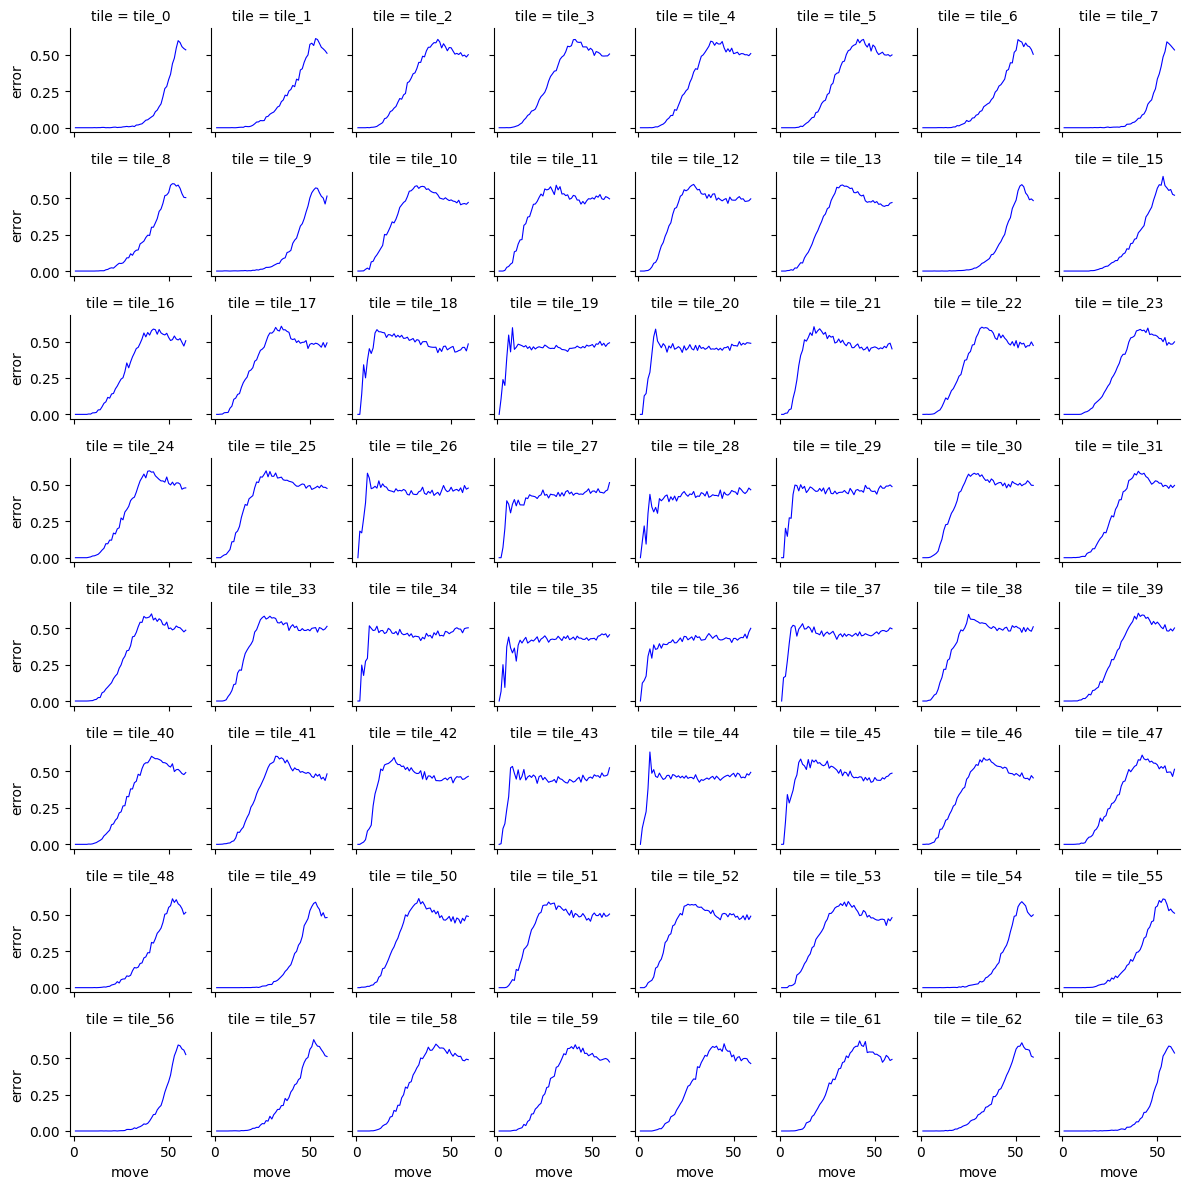 tile = tile_0 tile = tile_1 tile = tile_2 tile = tile_3 tile = tile_4 tile = tile_5 tile = tile_6 tile = tile_7
error
0.50
0.25
0.00
tile = tile_8 tile = tile_9 tile = tile_10 tile = tile_11 tile = tile_12 tile = tile_13 tile = tile_14 tile = tile_15
error
0.50
0.25
0.00
tile = tile_16 tile = tile_17 tile = tile_18 tile = tile_19 tile = tile_20 tile = tile_21 tile = tile_22 tile = tile_23
error
0.50
0.25
0.00
tile = tile_24 tile = tile_25 tile = tile_26 tile = tile_27 tile = tile_28 tile = tile_29 tile = tile_30 tile = tile_31
error
0.50
0.25
0.00
tile = tile_32 tile = tile_33 tile = tile_34 tile = tile_35 tile = tile_36 tile = tile_37 tile = tile_38 tile = tile_39
error
0.50
0.25
0.00
tile = tile_40 tile = tile_41 tile = tile_42 tile = tile_43 tile = tile_44 tile = tile_45 tile = tile_46 tile = tile_47
error
0.50
0.25
0.00
tile = tile_48 tile = tile_49 tile = tile_50 tile = tile_51 tile = tile_52 tile = tile_53 tile = tile_54 tile = tile_55
error
0.50
0.25
0.00
tile = tile_56 tile = tile_57 tile = tile_58 tile = tile_59 tile = tile_60 tile = tile_61 tile = tile_62 tile = tile_63
error
0.50
0.25
0.00
0 50 0 50 0 50 0 50 0 50 0 50 0 50 0 50
move move move move move move move move